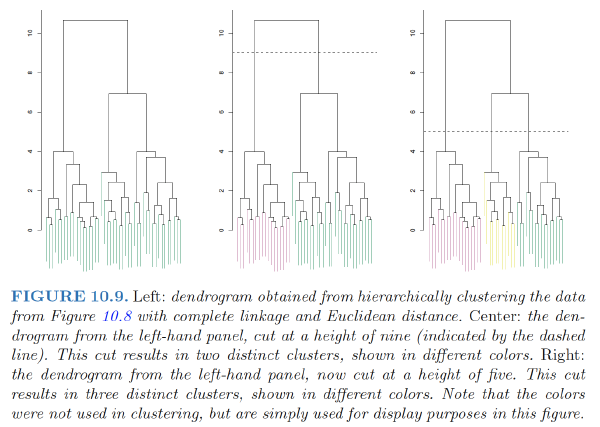 10
8
6
4
2
0
10
8
6
4
2
0
10
8
6
4
2
0
FIGURE 10.9. Left: dendrogram obtained from hierarchically clustering the data
from Figure 10.8 with complete linkage and Euclidean distance. Center: the den-
drogram from the left-hand panel, cut at a height of nine (indicated by the dashed
line). This cut results in two distinct clusters, shown in different colors. Right:
the dendrogram from the left-hand panel, now cut at a height of five. This cut
results in three distinct clusters, shown in different colors. Note that the colors
were not used in clustering, but are simply used for display purposes in this figure.